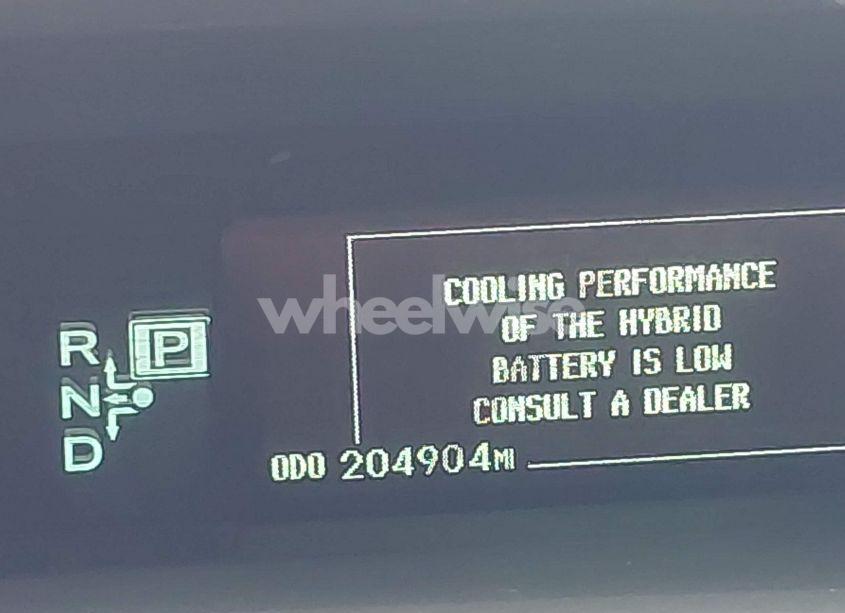 COOLING PERFORMANCE
OF THE HYBRID
BATTERY IS LOW
CONSULT A DEALER
wheelwise
R P
N
D
ODO 204904MI